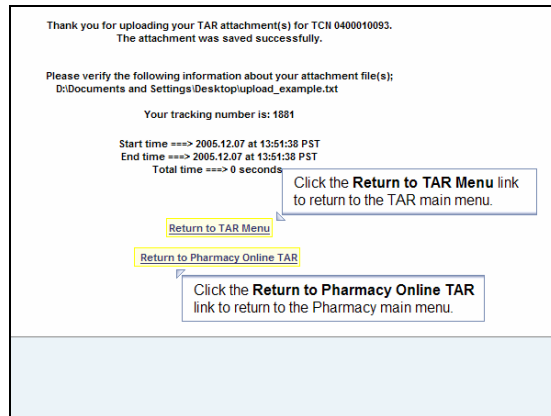 Thank you for uploading your TAR attachment(s) for TCN 0400010093.
The attachment was saved successfully.
Please verify the following information about your attachment file(s);
D:\Documents and Settings\Desktop\upload_example.txt
Your tracking number is: 1881
Start time ===> 2005.12.07 at 13:51:38 PST
End time ===> 2005.12.07 at 13:51:38 PST
Total time ===> 0 seconds
Click the Return to TAR Menu link
to return to the TAR main menu.
Return to TAR Menu
Return to Pharmacy Online TAR
Click the Return to Pharmacy Online TAR
link to return to the Pharmacy main menu.